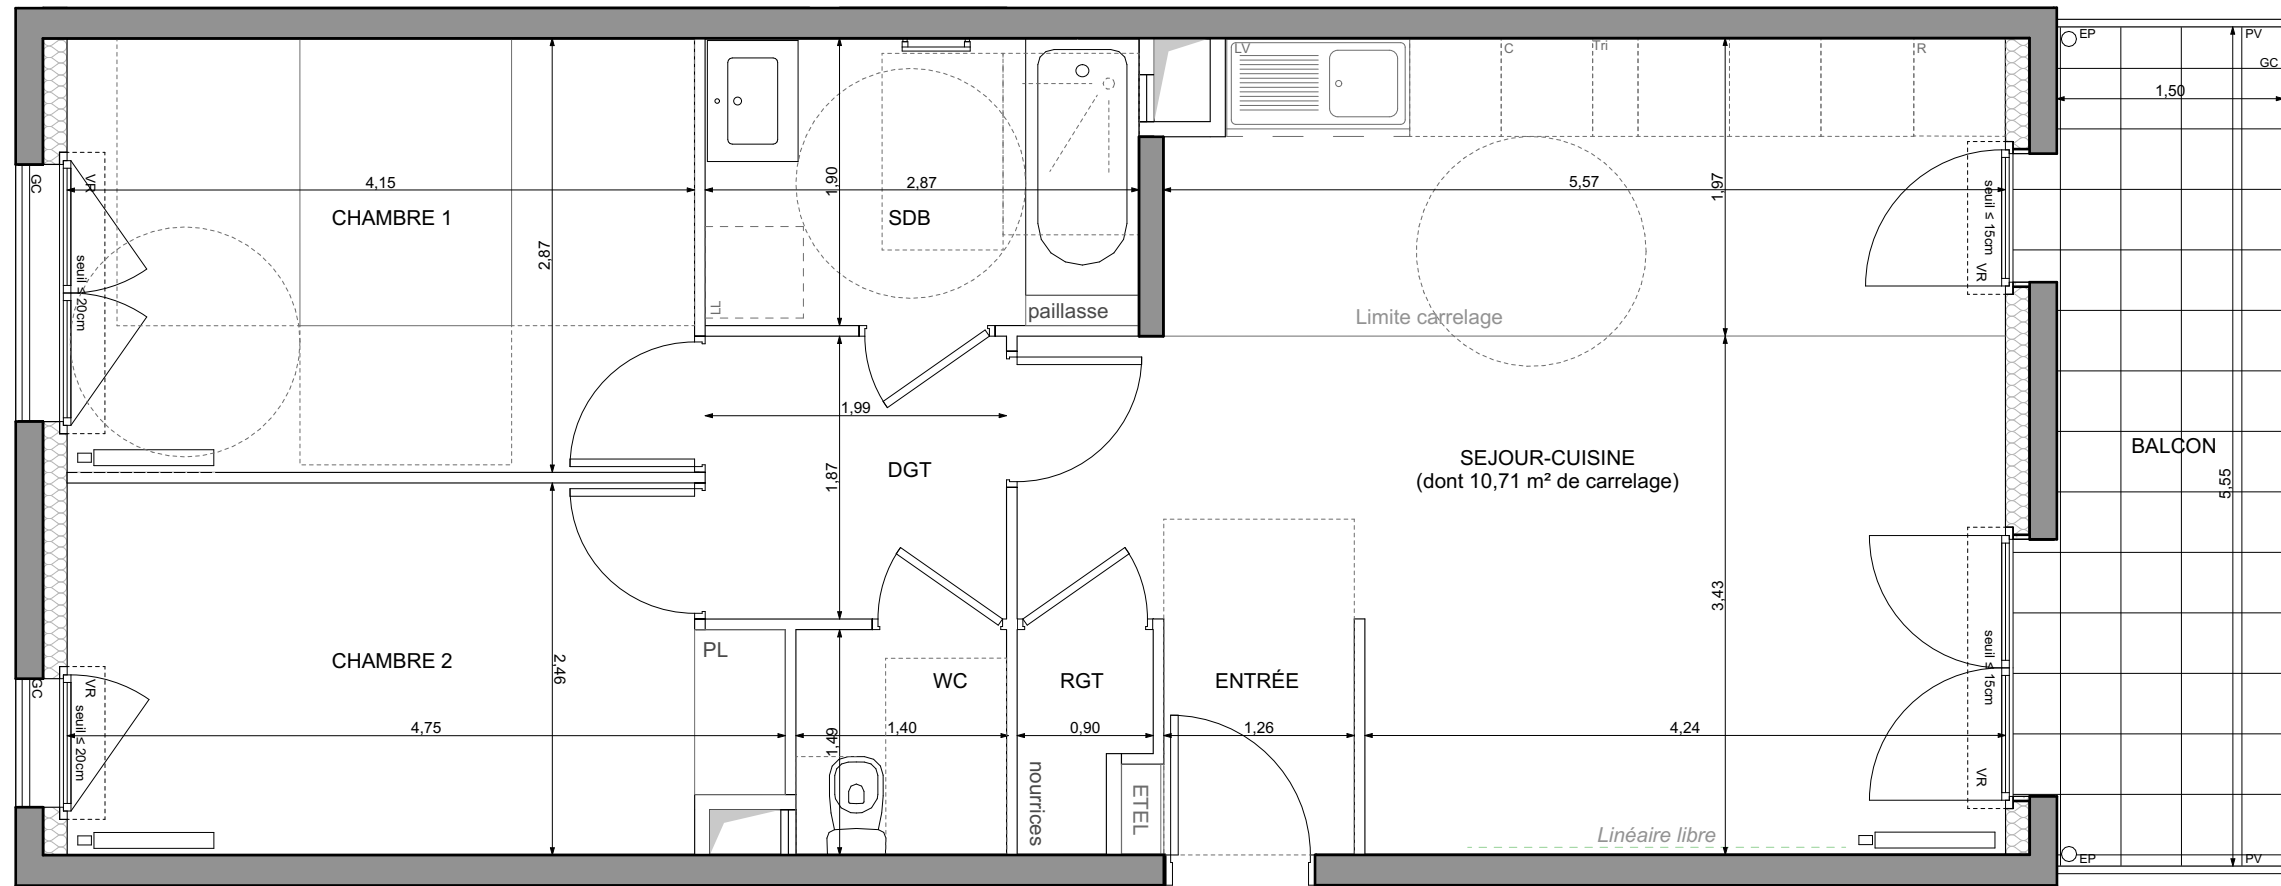 LV
C
Tri
R
EP
PV
GC
1,50
GC
VR
4,15
1,90
2,87
5,57
1,97
seuil ≤ 15cm
VR
CHAMBRE 1
SDB
seuil ≤ 20cm
2,87
LL
paillasse
Limite carrelage
1,99
DGT
1,87
SEJOUR-CUISINE
(dont 10,71 m² de carrelage)
BALCON
5,55
3,43
CHAMBRE 2
2,46
PL
WC
RGT
ENTRÉE
seuil ≤ 15cm
GC
VR
seuil ≤ 20cm
4,75
1,49
1,40
0,90
1,26
4,24
VR
nourrices
ETEL
Linéaire libre
EP
PV